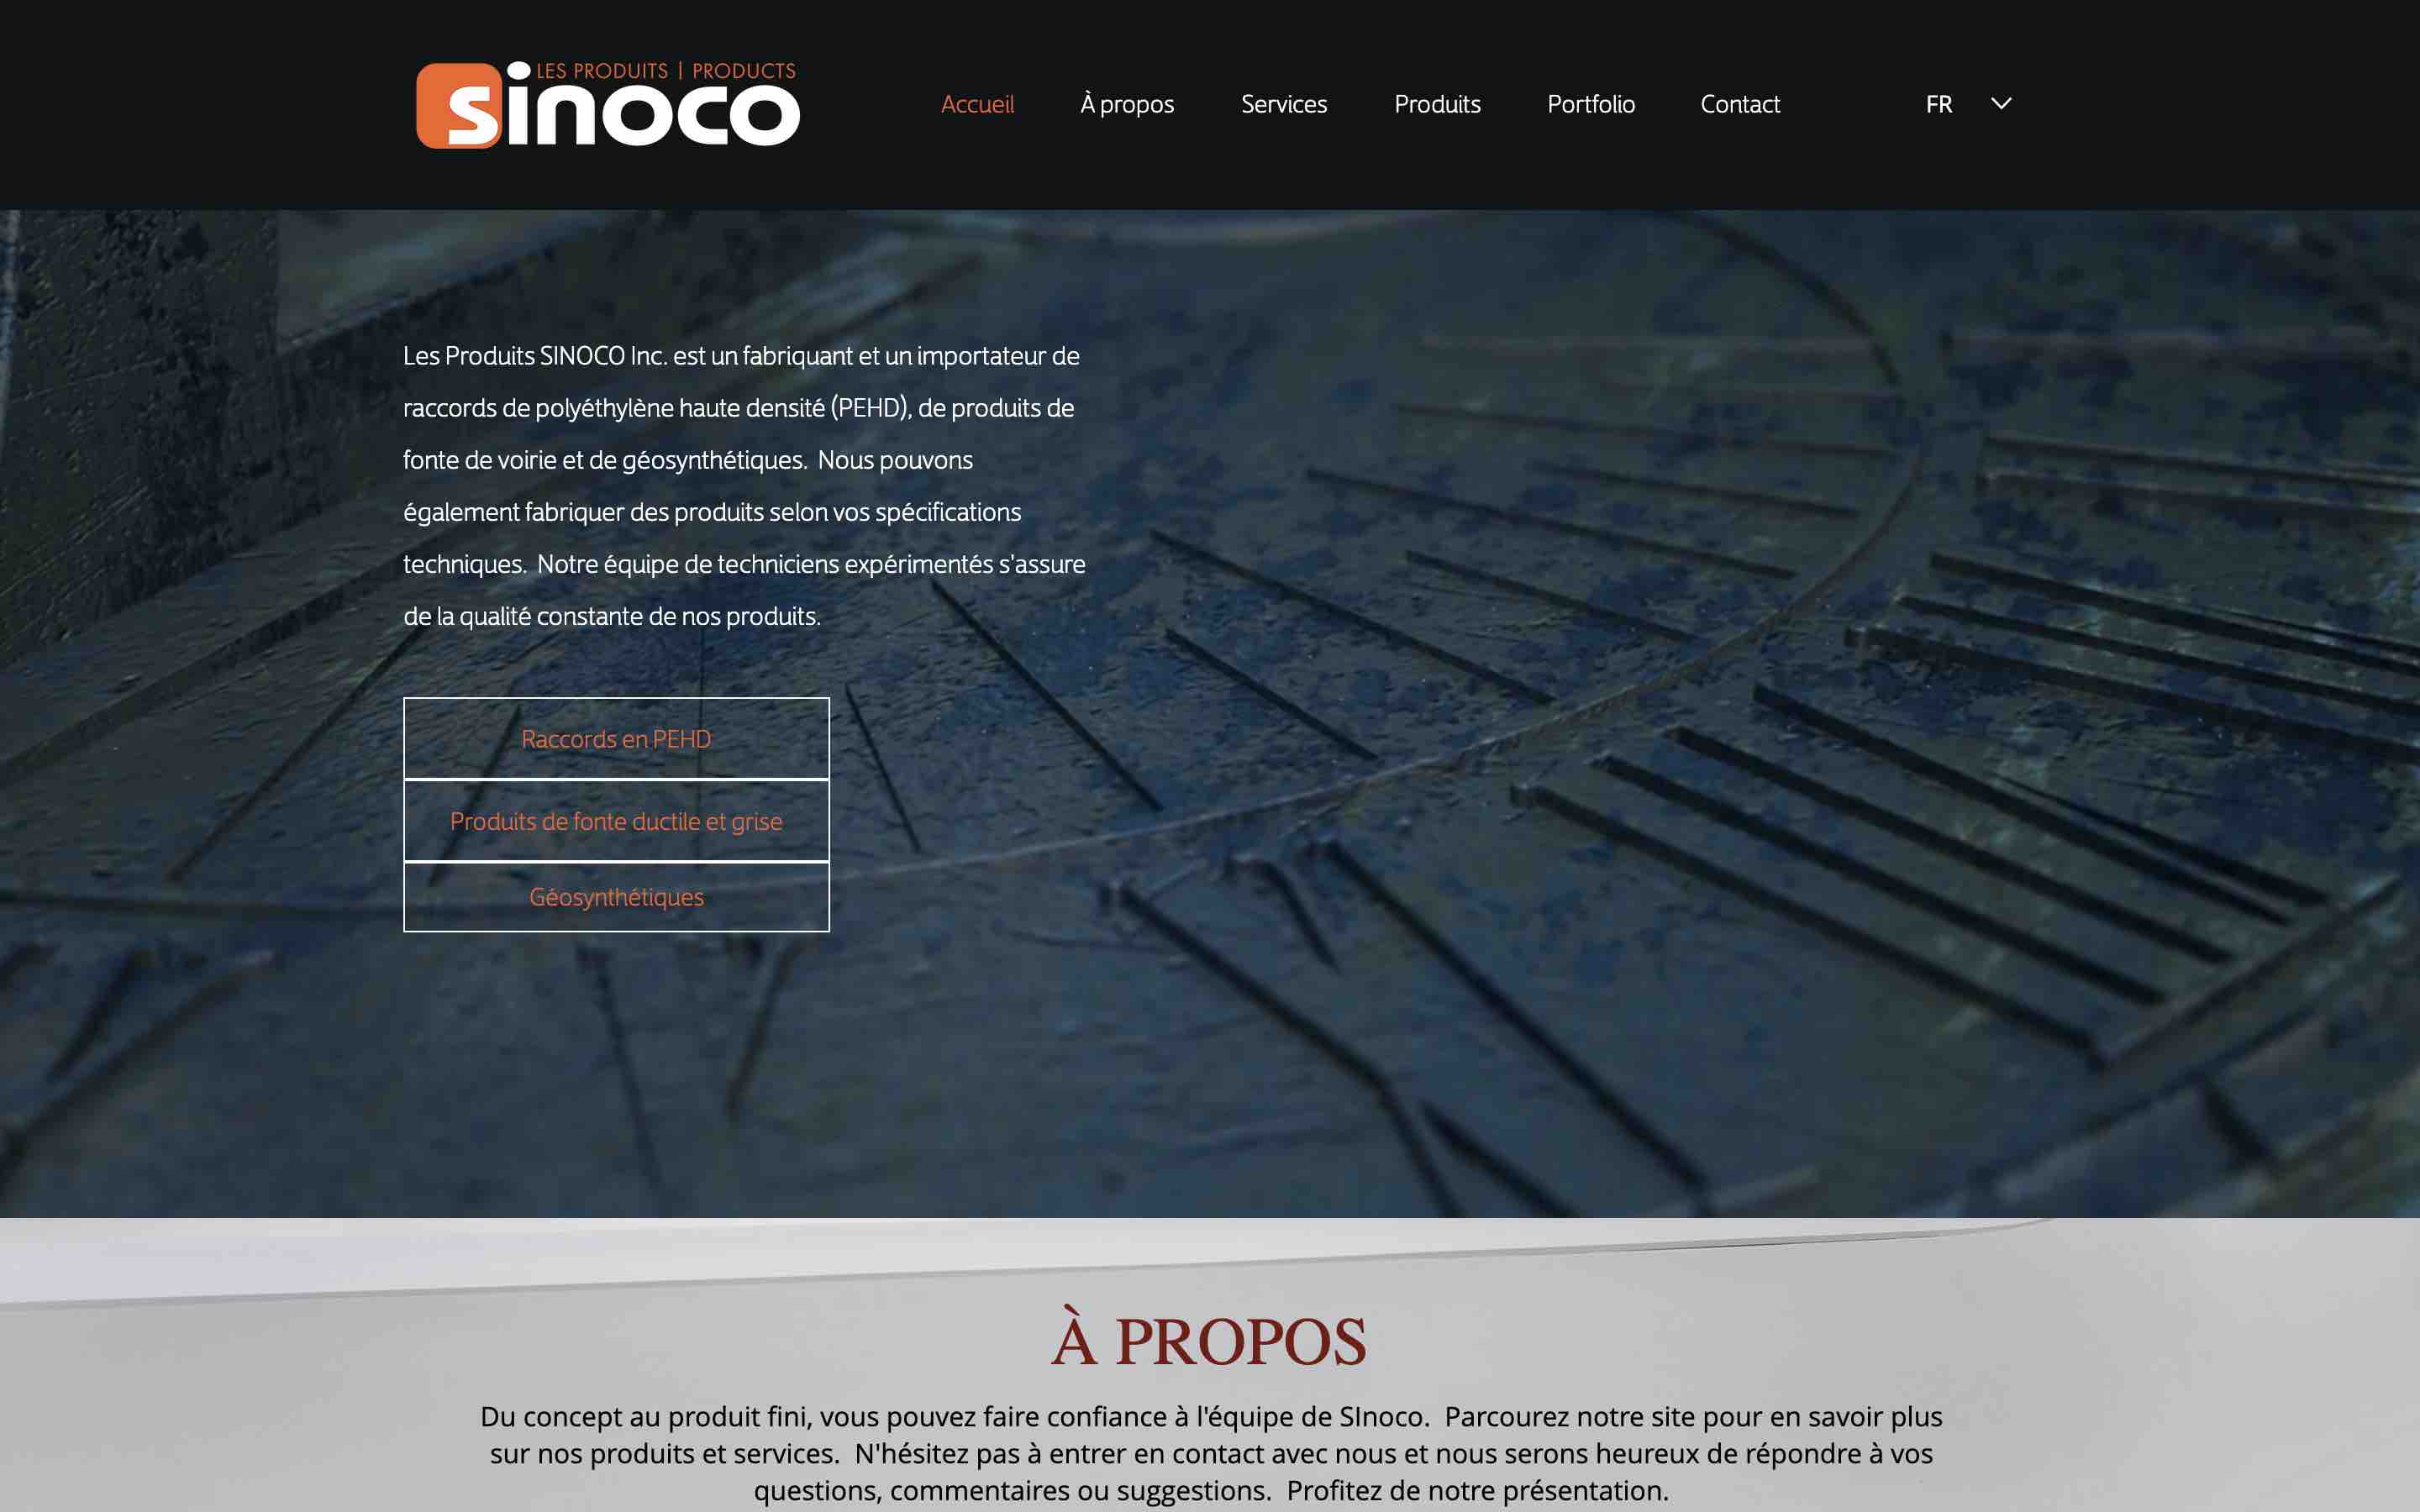 LES PRODUITS | PRODUCTS
sinoco
Accueil
À propos
Services
Produits
Portfolio
Contact
FR
Les Produits SINOCO Inc. est un fabriquant et un importateur de
raccords de polyéthylène haute densité (PEHD), de produits de
fonte de voirie et de géosynthétiques.  Nous pouvons
également fabriquer des produits selon vos spécifications
techniques.  Notre équipe de techniciens expérimentés s'assure
de la qualité constante de nos produits.
Raccords en PEHD
Produits de fonte ductile et grise
Géosynthétiques
À PROPOS
Du concept au produit fini, vous pouvez faire confiance à l'équipe de SInoco.  Parcourez notre site pour en savoir plus
sur nos produits et services.  N'hésitez pas à entrer en contact avec nous et nous serons heureux de répondre à vos
questions, commentaires ou suggestions.  Profitez de notre présentation.